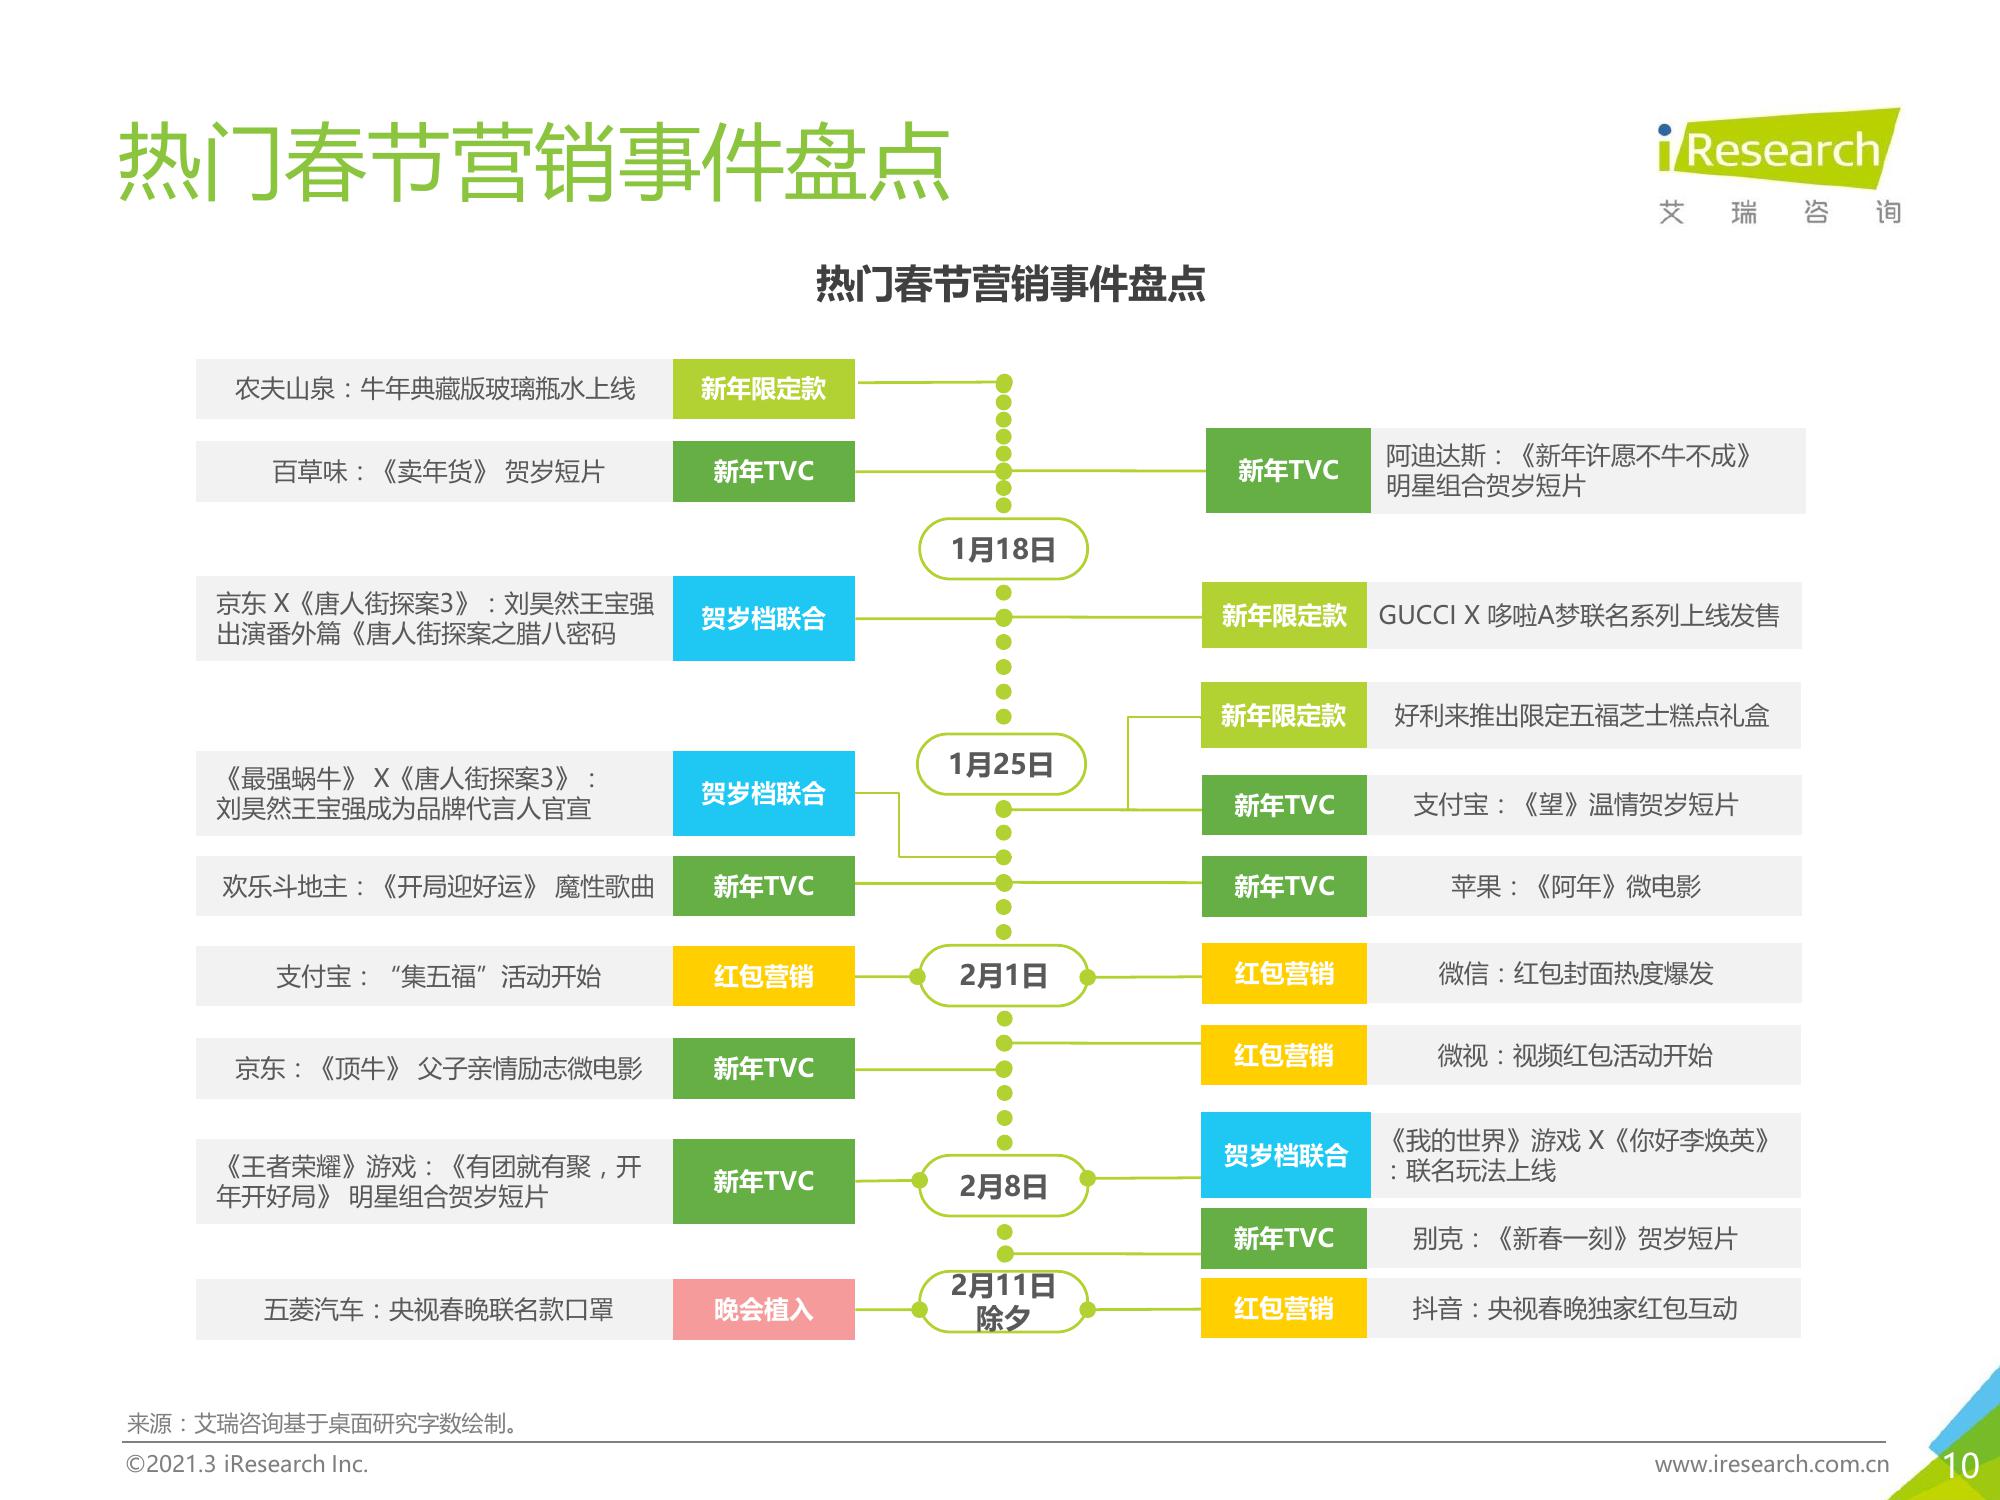 热门春节营销事件盘点
iResearch
艾瑞咨询
热门春节营销事件盘点
农夫山泉：牛年典藏版玻璃瓶水上线
新年限定款
百草味：《卖年货》 贺岁短片
新年TVC
新年TVC
阿迪达斯：《新年许愿不牛不成》
明星组合贺岁短片
1月18日
京东 X《唐人街探案3》：刘昊然王宝强
出演番外篇《唐人街探案之腊八密码
贺岁档联合
新年限定款
GUCCI X 哆啦A梦联名系列上线发售
新年限定款
好利来推出限定五福芝士糕点礼盒
1月25日
《最强蜗牛》 X《唐人街探案3》：
刘昊然王宝强成为品牌代言人官宣
贺岁档联合
新年TVC
支付宝：《望》温情贺岁短片
欢乐斗地主：《开局迎好运》 魔性歌曲
新年TVC
新年TVC
苹果：《阿年》微电影
支付宝：“集五福”活动开始
红包营销
2月1日
红包营销
微信：红包封面热度爆发
红包营销
微视：视频红包活动开始
京东：《顶牛》 父子亲情励志微电影
新年TVC
贺岁档联合
《我的世界》游戏 X《你好李焕英》
：联名玩法上线
《王者荣耀》游戏：《有团就有聚，开
年开好局》 明星组合贺岁短片
新年TVC
2月8日
新年TVC
别克：《新春一刻》贺岁短片
五菱汽车：央视春晚联名款口罩
晚会植入
2月11日
除夕
红包营销
抖音：央视春晚独家红包互动
来源：艾瑞咨询基于桌面研究字数绘制。
©2021.3 iResearch Inc.
www.iresearch.com.cn
10